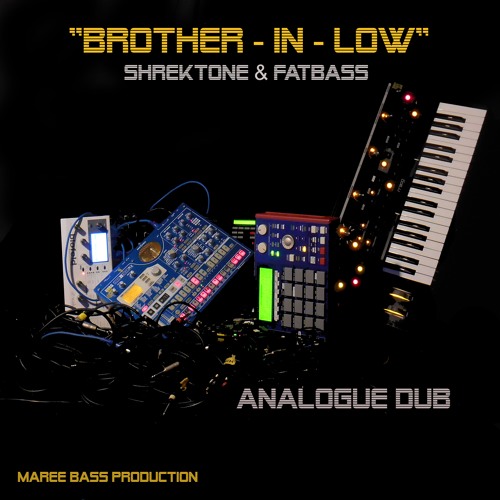 "BROTHER - IN - LOW"
SHREKTONE & FATBASS
ANALOGUE DUB
MAREE BASS PRODUCTION